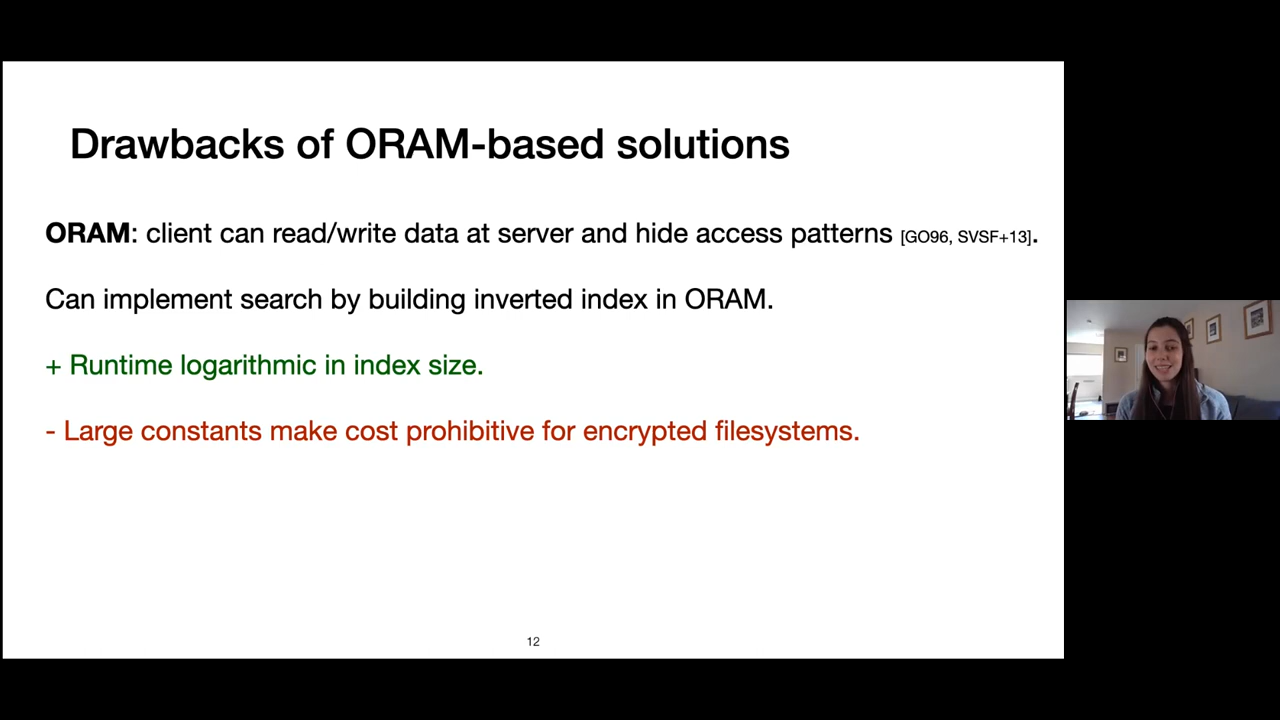 Drawbacks of ORAM-based solutions
ORAM: client can read/write data at server and hide access patterns [GO96, SVSF+13].
Can implement search by building inverted index in ORAM.
+ Runtime logarithmic in index size.
- Large constants make cost prohibitive for encrypted filesystems.
12